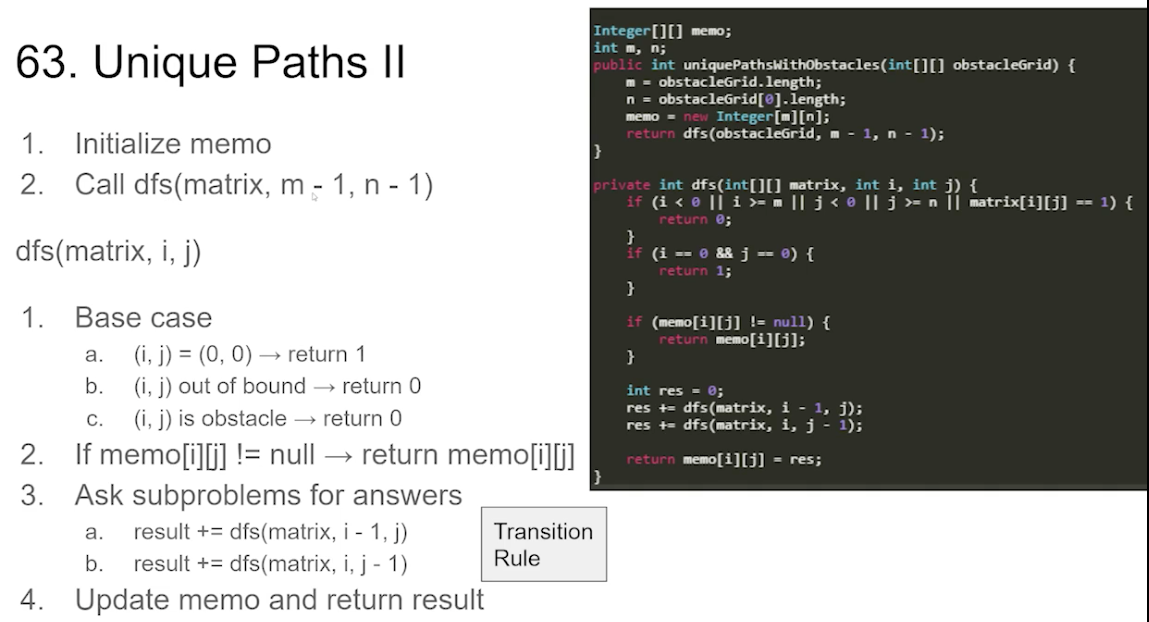 63. Unique Paths II
1. Initialize memo
2. Call dfs(matrix, m - 1, n - 1)
dfs(matrix, i, j)
1. Base case
a. (i, j) = (0, 0) → return 1
b. (i, j) out of bound → return 0
c. (i, j) is obstacle → return 0
2. If memo[i][j] != null → return memo[i][j]
3. Ask subproblems for answers
a. result += dfs(matrix, i - 1, j)
b. result += dfs(matrix, i, j - 1)
4. Update memo and return result
Transition
Rule
Integer[][] memo;
int m, n;
public int uniquePathsWithObstacles(int[][] obstacleGrid) {
    m = obstacleGrid.length;
    n = obstacleGrid[0].length;
    memo = new Integer[m][n];
    return dfs(obstacleGrid, m - 1, n - 1);
}
private int dfs(int[][] matrix, int i, int j) {
    if (i < 0 || i >= m || j < 0 || j >= n || matrix[i][j] == 1) {
        return 0;
    }
    if (i == 0 && j == 0) {
        return 1;
    }
    if (memo[i][j] != null) {
        return memo[i][j];
    }
    int res = 0;
    res += dfs(matrix, i - 1, j);
    res += dfs(matrix, i, j - 1);
    return memo[i][j] = res;
}